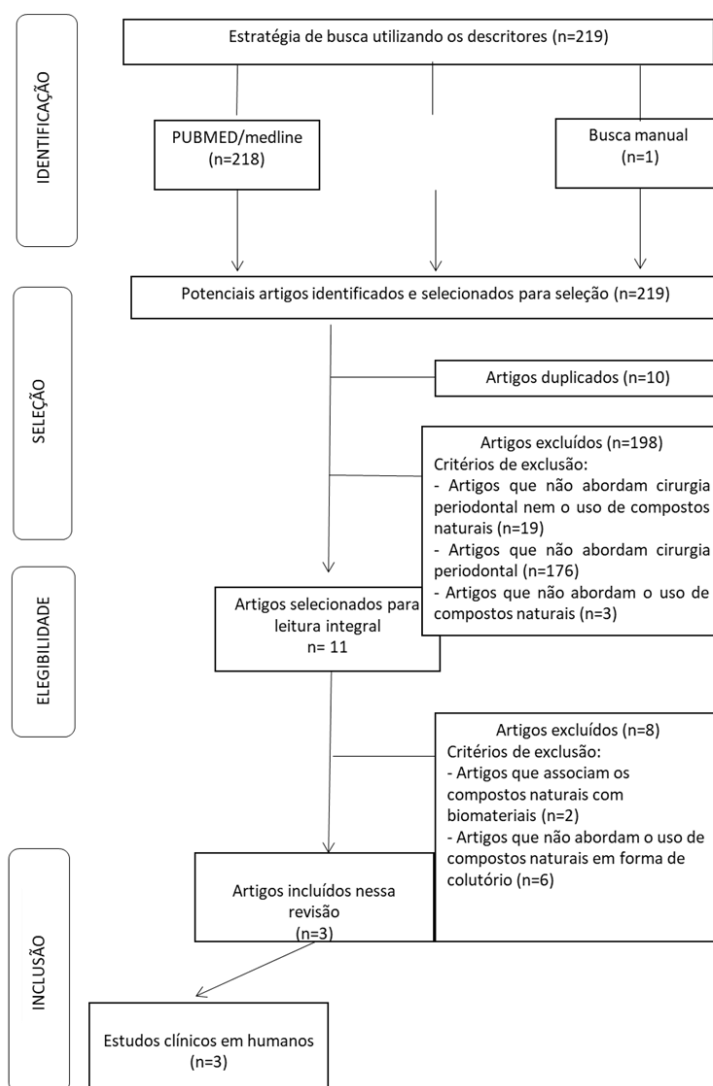 IDENTIFICAÇÃO
Estratégia de busca utilizando os descritores (n=219)
PUBMED/medline
(n=218)
Busca manual
(n=1)
Potenciais artigos identificados e selecionados para seleção (n=219)
SELEÇÃO
Artigos duplicados (n=10)
Artigos excluídos (n=198)
Critérios de exclusão:
- Artigos que não abordam cirurgia
periodontal nem o uso de compostos
naturais (n=19)
- Artigos que não abordam cirurgia
periodontal (n=176)
- Artigos que não abordam o uso de
compostos naturais (n=3)
ELEGIBILIDADE
Artigos selecionados para
leitura integral
n= 11
Artigos excluídos (n=8)
Critérios de exclusão:
- Artigos que associam os
compostos naturais com
biomateriais (n=2)
- Artigos que não abordam o uso de
compostos naturais em forma de
colutório (n=6)
INCLUSÃO
Artigos incluídos nessa
revisão
(n=3)
Estudos clínicos em humanos
(n=3)